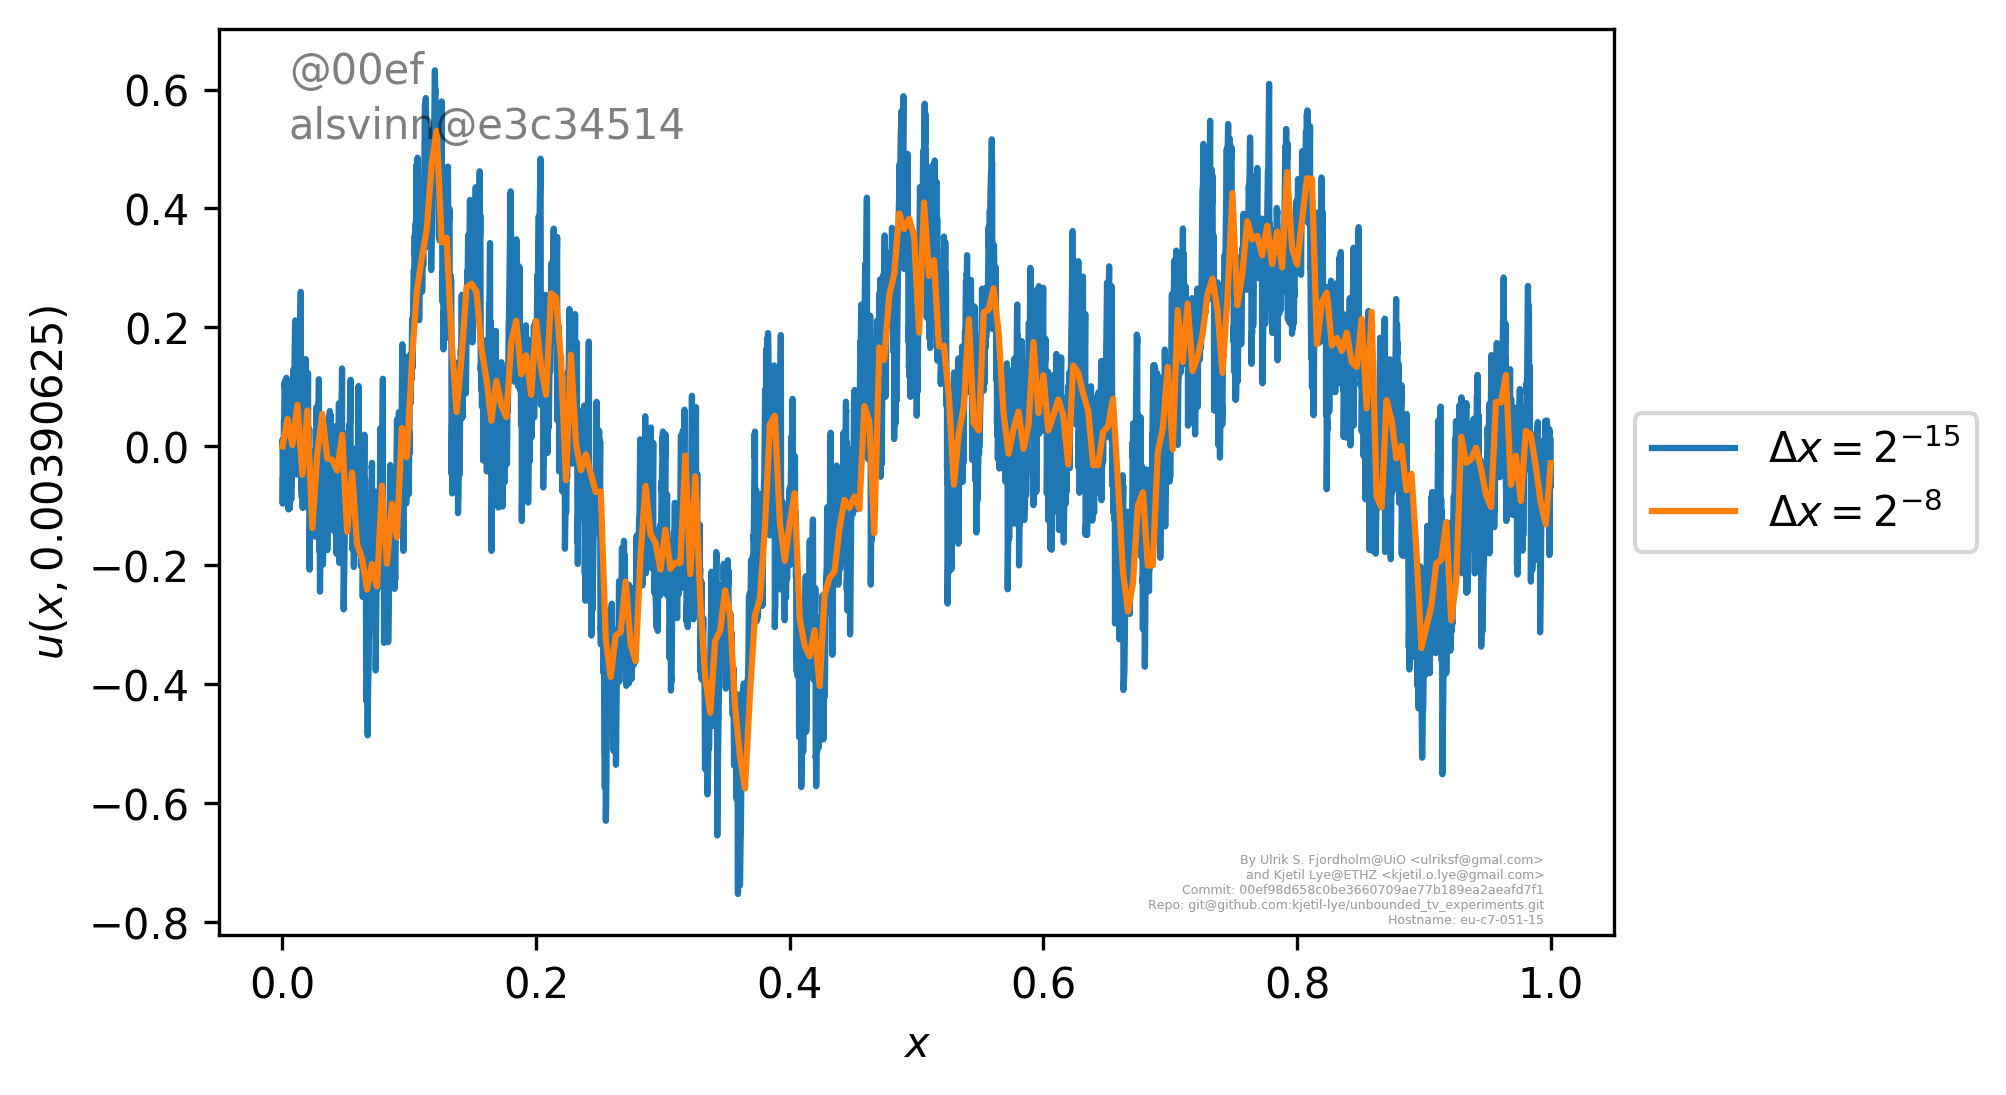 @00ef
alsvinn@e3c34514
0.6
0.4
0.2
0.0
−0.2
−0.4
−0.6
−0.8
u(x, 0.00390625)
0.0 0.2 0.4 0.6 0.8 1.0
x
Δx = 2⁻¹⁵
Δx = 2⁻⁸
By Ulrik S. Fjordholm@UiO <ulriksf@gmal.com>
and Kjetil Lye@ETHZ <kjetil.o.lye@gmail.com>
Commit: 00ef98d658c0be3660709ae77b189ea2aeafd7f1
Repo: git@github.com:kjetil-lye/unbounded_tv_experiments.git
Hostname: eu-c7-051-15